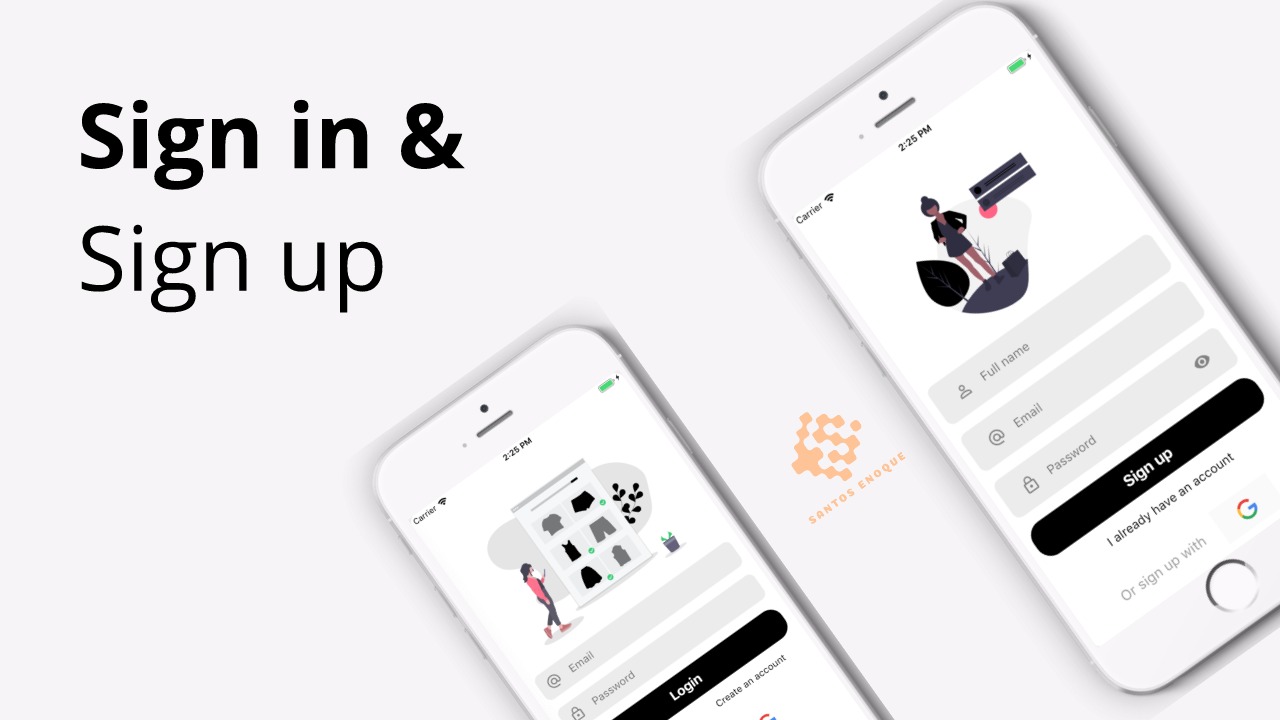 Sign in &
Sign up
Carrier
2:25 PM
Full name
Email
Password
Sign up
I already have an account
Or sign up with
SANTOS ENOQUE
Carrier
2:25 PM
Email
Password
Login
Create an account